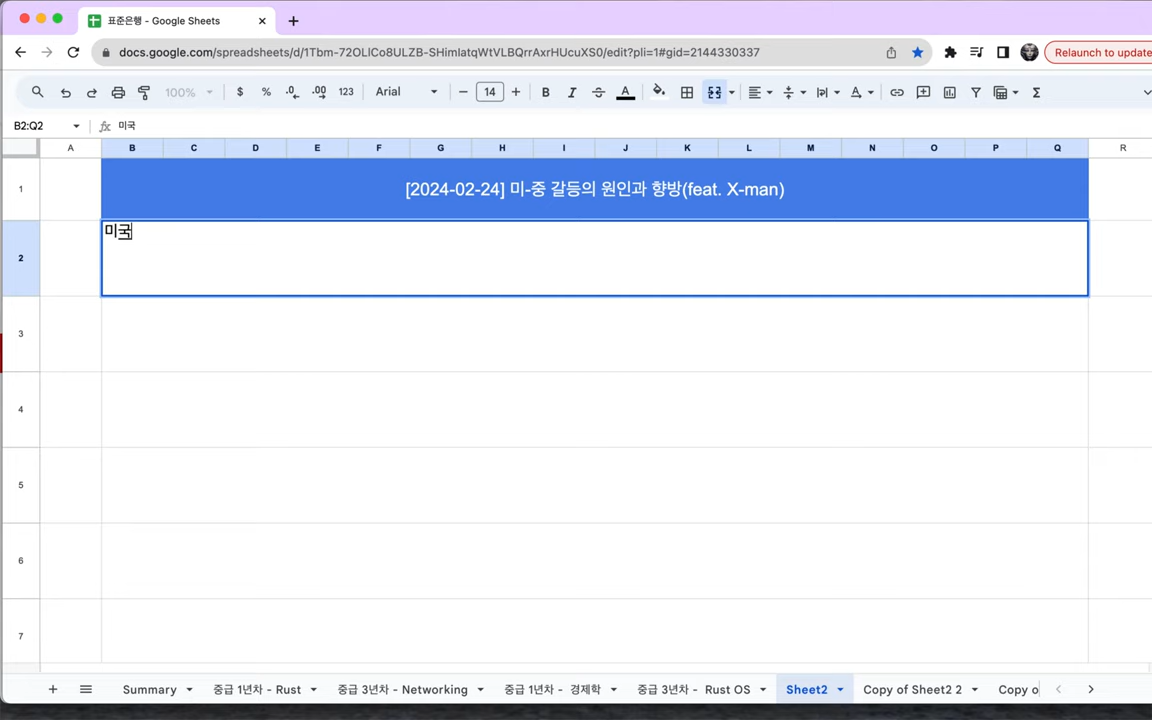 표준은행 - Google Sheets
docs.google.com/spreadsheets/d/1Tbm-72OLlCo8ULZB-SHimlatqWtVLBQrrAxrHUcuXS0/edit?pli=1#gid=2144330337
Relaunch to update
100% $ % .0 .00 123 Arial 14 B I S A Σ
B2:Q2 fx 미국
A B C D E F G H I J K L M N O P Q R
1 [2024-02-24] 미-중 갈등의 원인과 향방(feat. X-man)
2 미국
3
4
5
6
7
Summary 중급 1년차 - Rust 중급 3년차 - Networking 중급 1년차 - 경제학 중급 3년차 - Rust OS Sheet2 Copy of Sheet2 2 Copy o